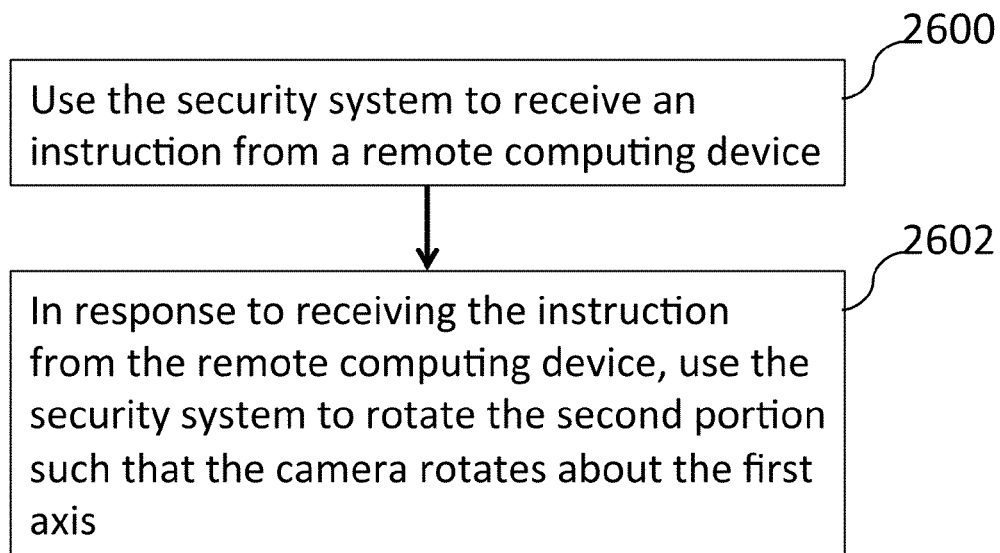 2600
Use the security system to receive an
instruction from a remote computing device
2602
In response to receiving the instruction
from the remote computing device, use the
security system to rotate the second portion
such that the camera rotates about the first
axis